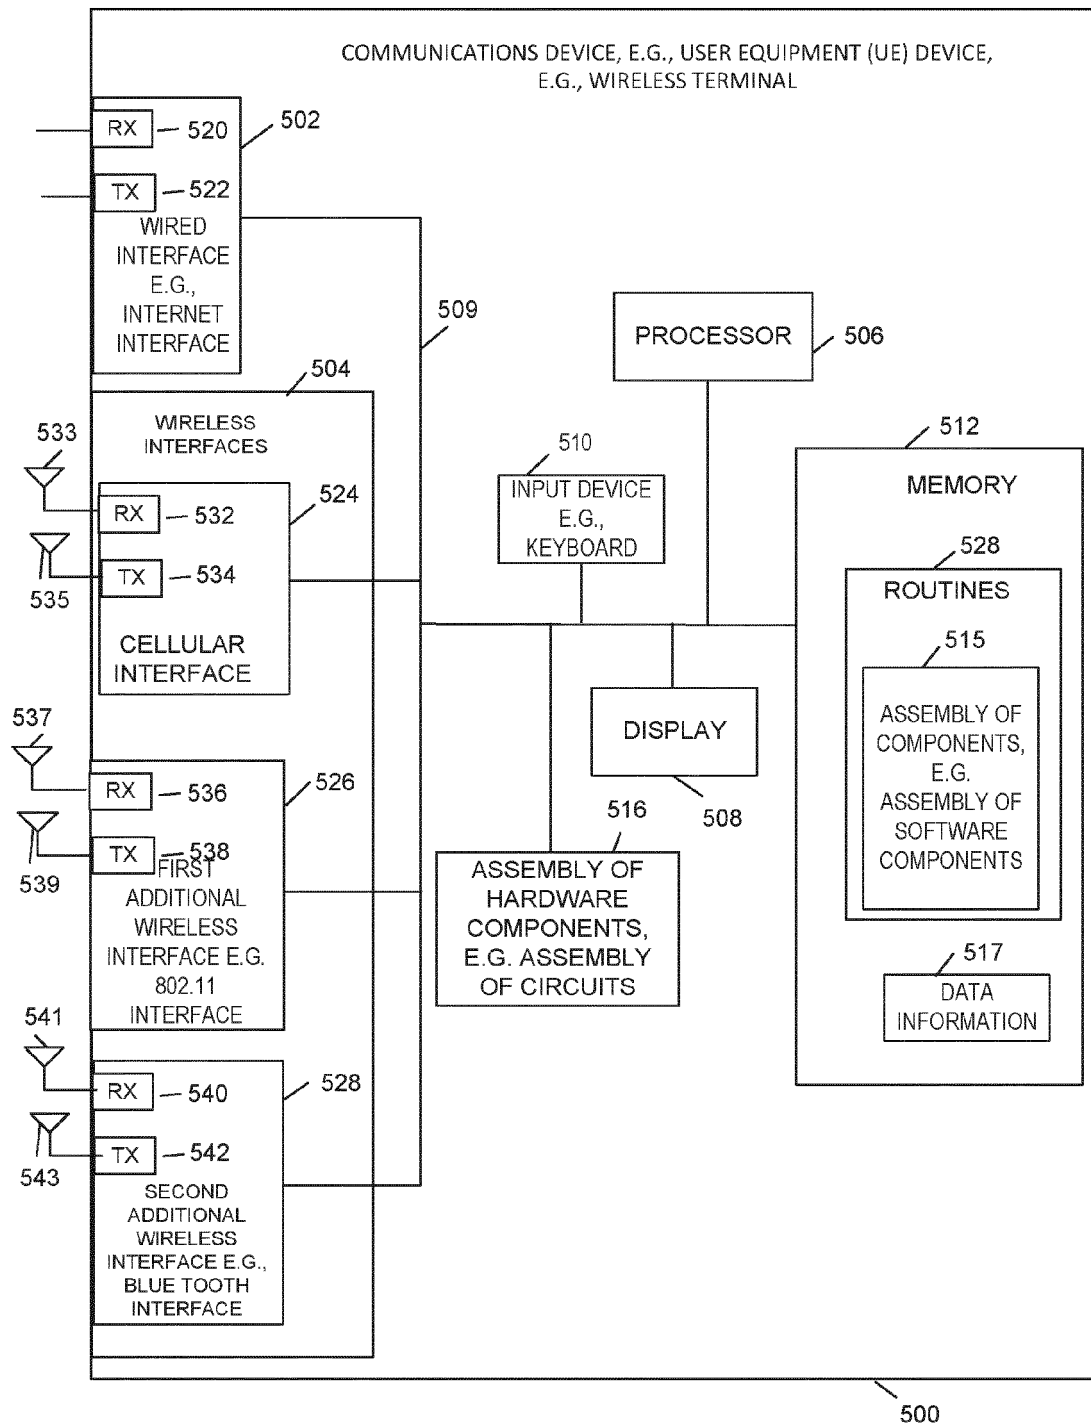 COMMUNICATIONS DEVICE, E.G., USER EQUIPMENT (UE) DEVICE,
E.G., WIRELESS TERMINAL
RX
520
502
TX
522
WIRED
INTERFACE
E.G.,
INTERNET
INTERFACE
509
PROCESSOR
506
504
WIRELESS
INTERFACES
533
RX
532
524
TX
534
535
CELLULAR
INTERFACE
510
INPUT DEVICE
E.G.,
KEYBOARD
512
MEMORY
528
ROUTINES
515
ASSEMBLY OF
COMPONENTS,
E.G.
ASSEMBLY OF
SOFTWARE
COMPONENTS
517
DATA
INFORMATION
DISPLAY
508
516
ASSEMBLY OF
HARDWARE
COMPONENTS,
E.G. ASSEMBLY
OF CIRCUITS
537
RX
536
526
TX
538
539
FIRST
ADDITIONAL
WIRELESS
INTERFACE E.G.
802.11
INTERFACE
541
RX
540
528
TX
542
543
SECOND
ADDITIONAL
WIRELESS
INTERFACE E.G.,
BLUE TOOTH
INTERFACE
500